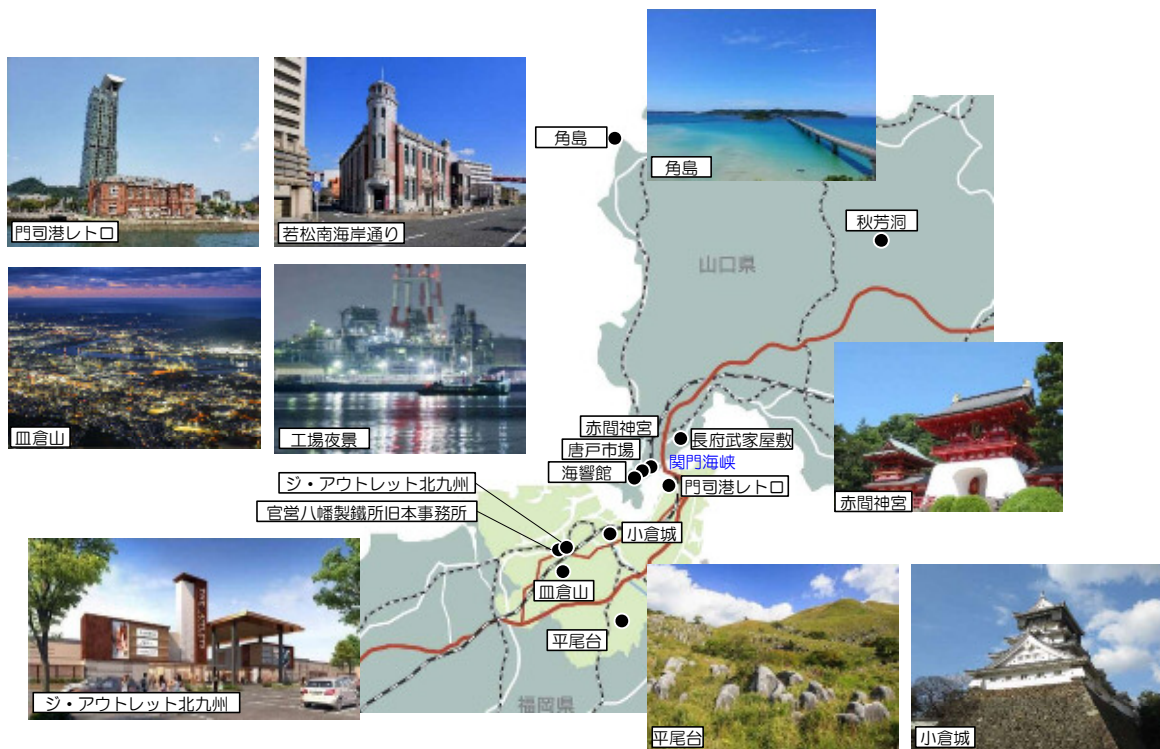 門司港レトロ
若松南海岸通り
皿倉山
工場夜景
角島
角島
秋芳洞
山口県
赤間神宮
赤間神宮
唐戸市場
海響館
長府武家屋敷
関門海峡
門司港レトロ
ジ・アウトレット北九州
官営八幡製鐵所旧本事務所
小倉城
皿倉山
平尾台
福岡県
ジ・アウトレット北九州
平尾台
小倉城